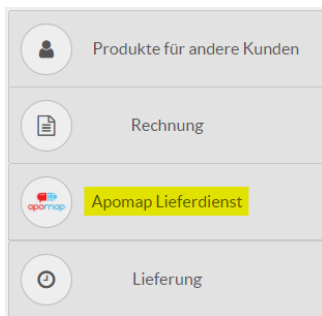 Produkte für andere Kunden
Rechnung
apomap
Apomap Lieferdienst
Lieferung